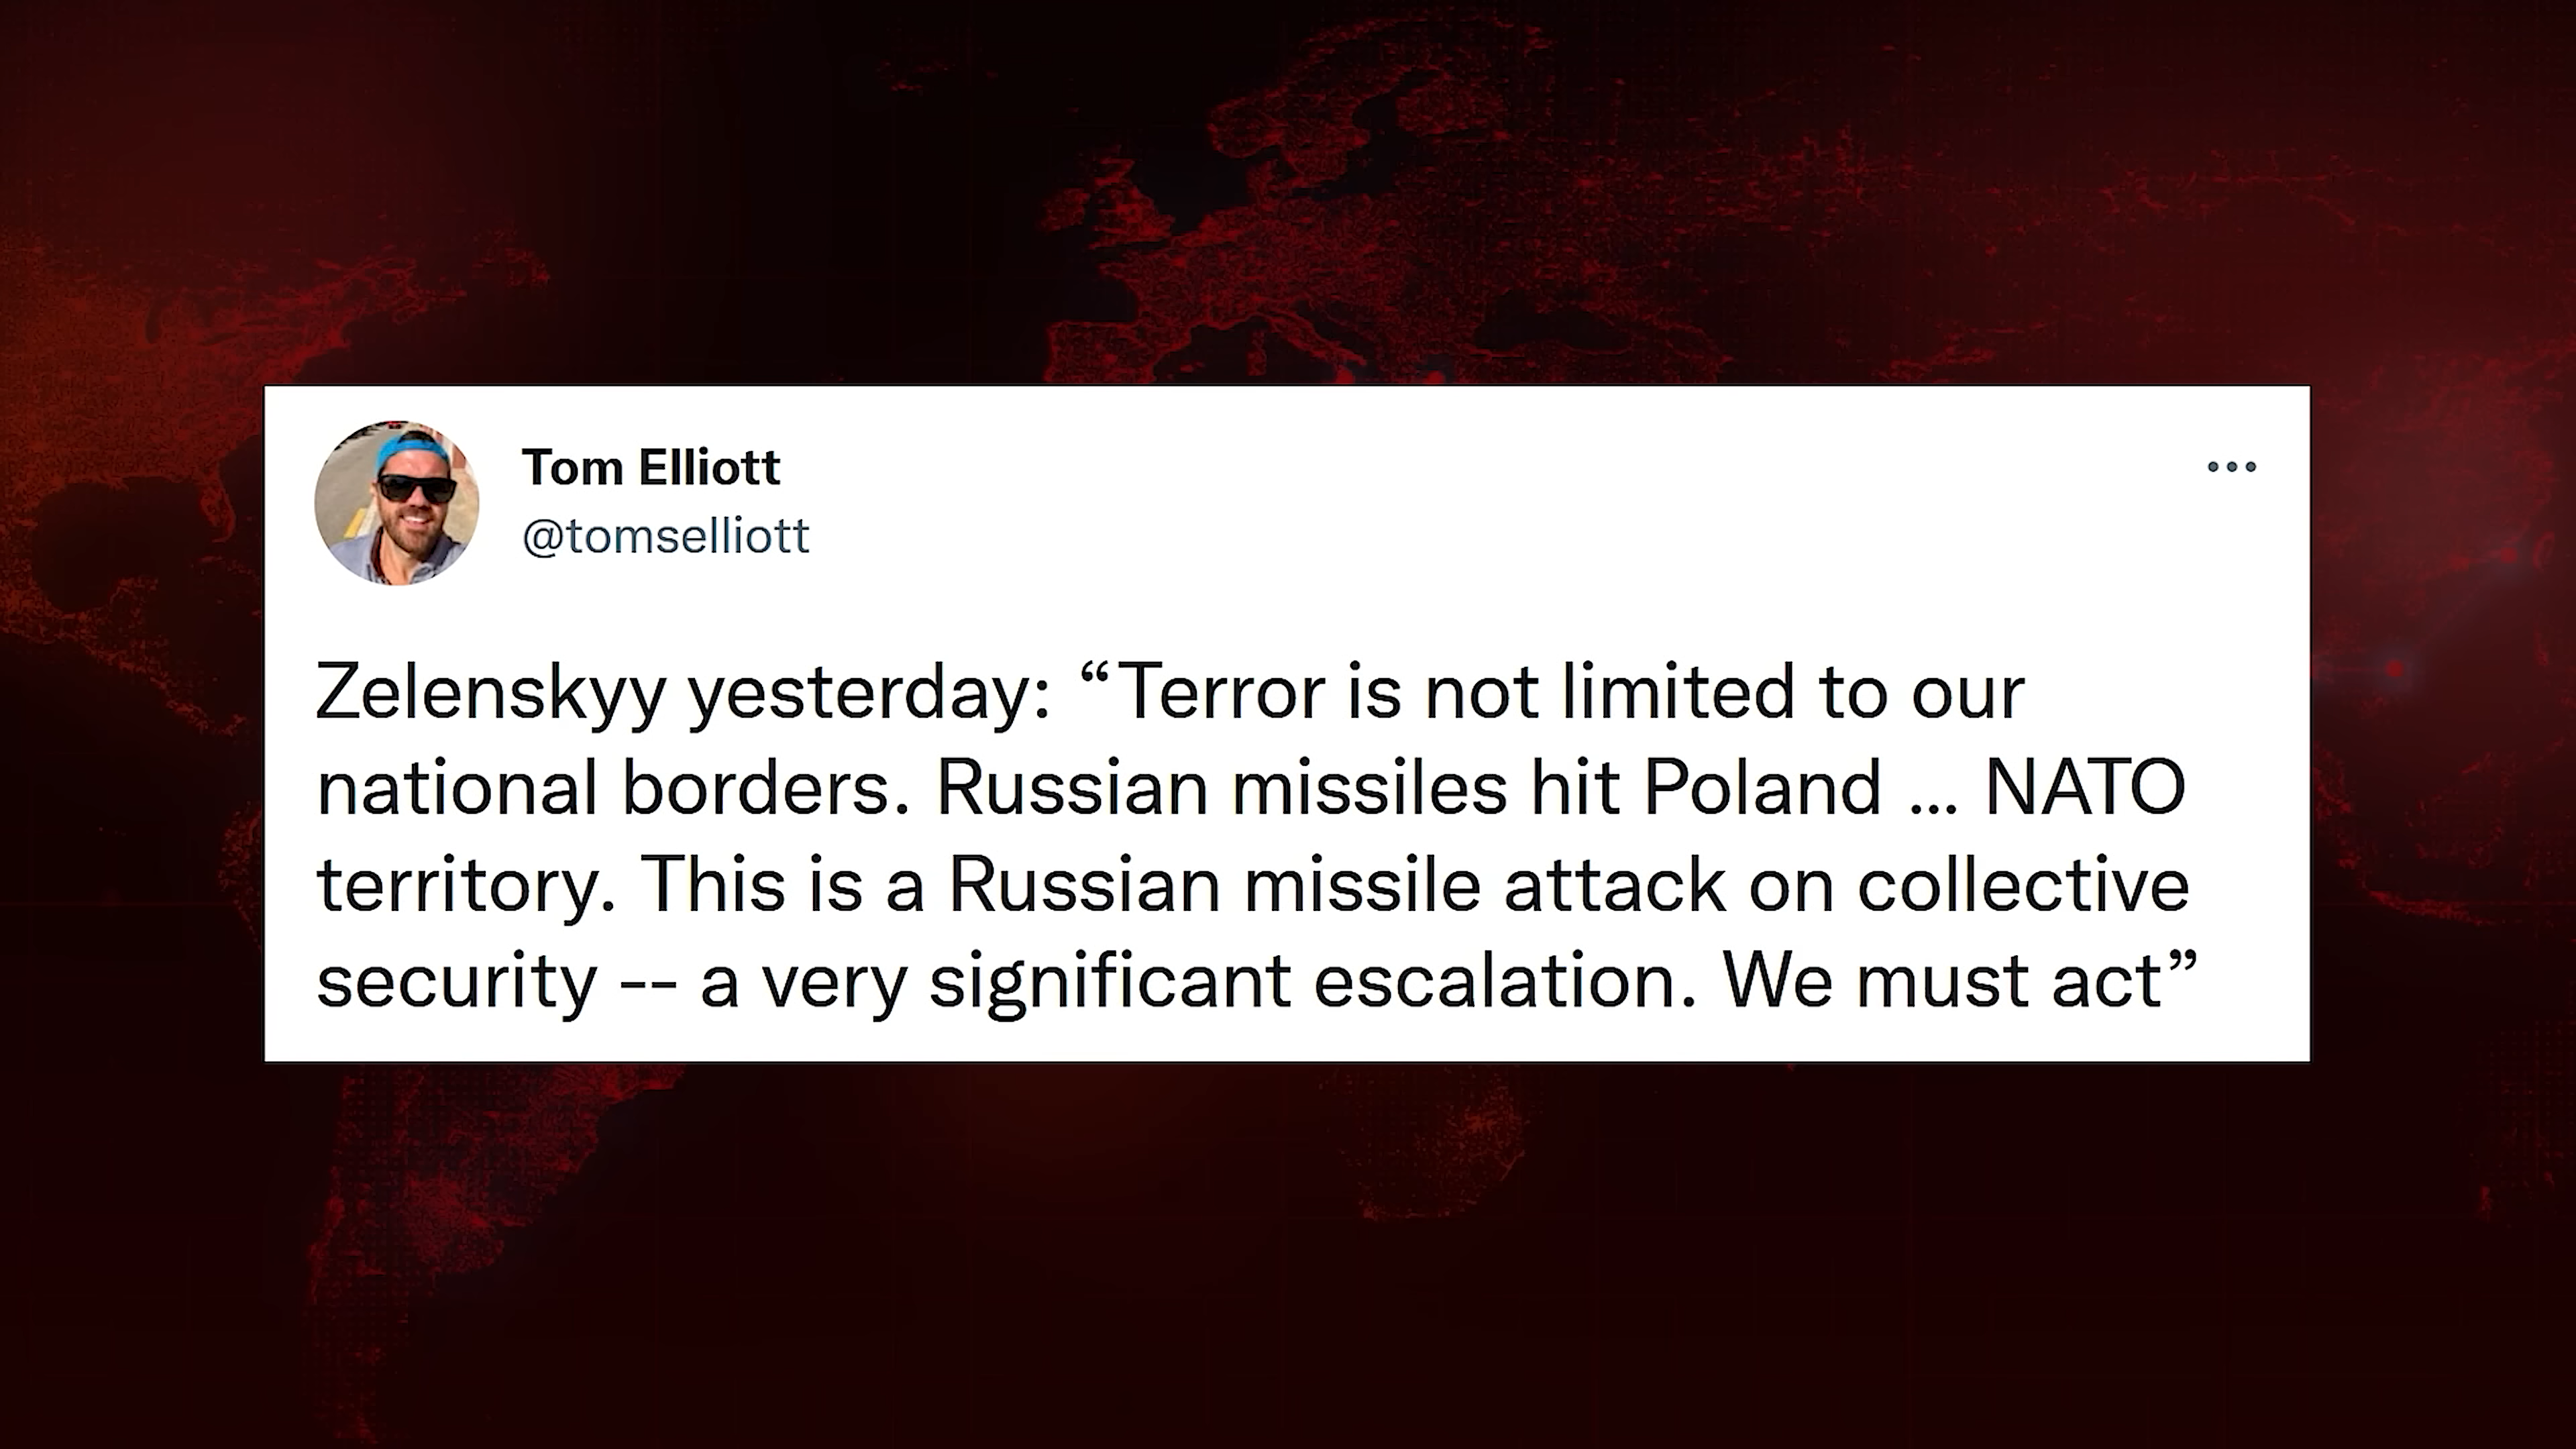 Tom Elliott
@tomselliott
Zelenskyy yesterday: “Terror is not limited to our
national borders. Russian missiles hit Poland ... NATO
territory. This is a Russian missile attack on collective
security -- a very significant escalation. We must act”